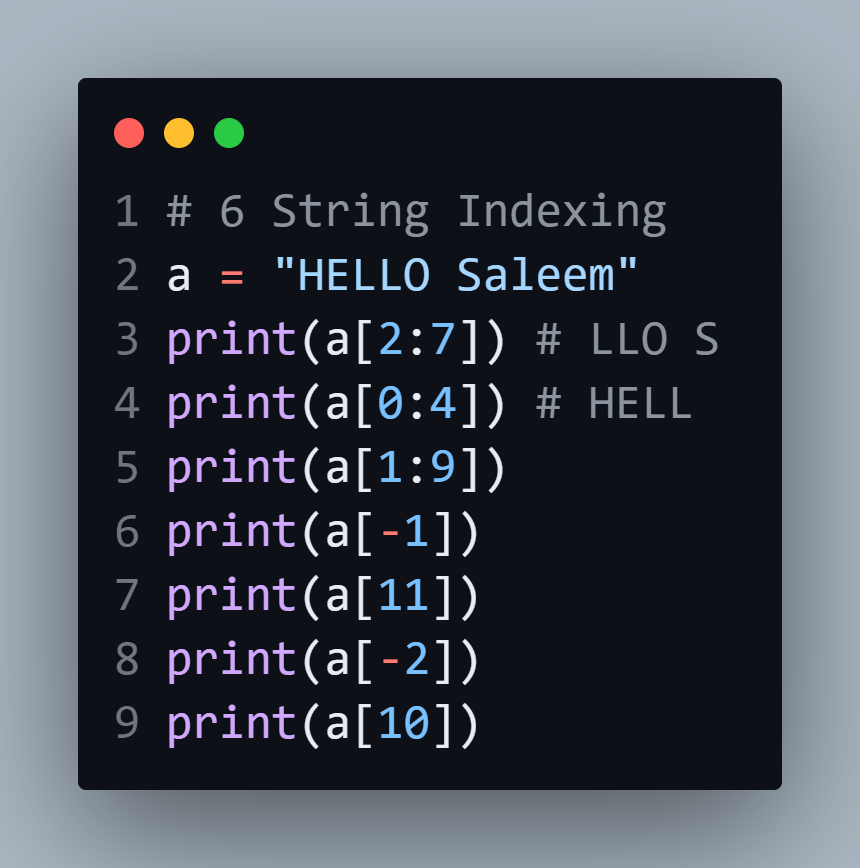 1 # 6 String Indexing
2 a = "HELLO Saleem"
3 print(a[2:7]) # LLO S
4 print(a[0:4]) # HELL
5 print(a[1:9])
6 print(a[-1])
7 print(a[11])
8 print(a[-2])
9 print(a[10])